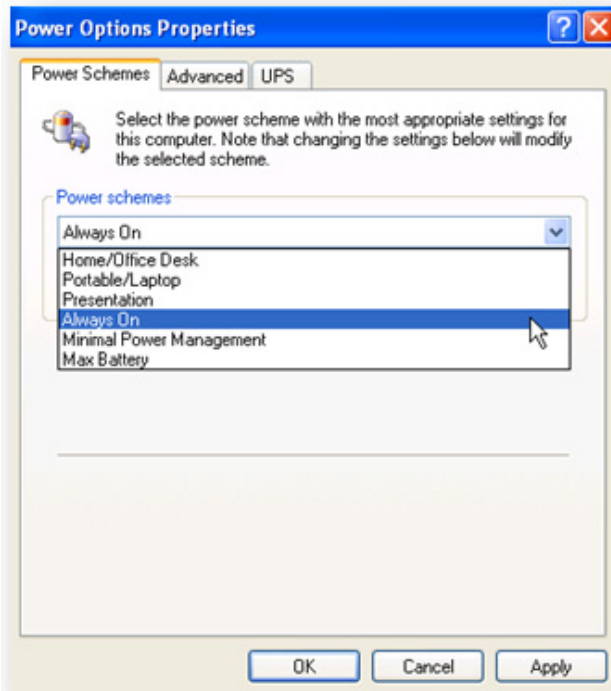 Power Options Properties
Power Schemes Advanced UPS
Select the power scheme with the most appropriate settings for
this computer. Note that changing the settings below will modify
the selected scheme.
Power schemes
Always On
Home/Office Desk
Portable/Laptop
Presentation
Always On
Minimal Power Management
Max Battery
OK Cancel Apply